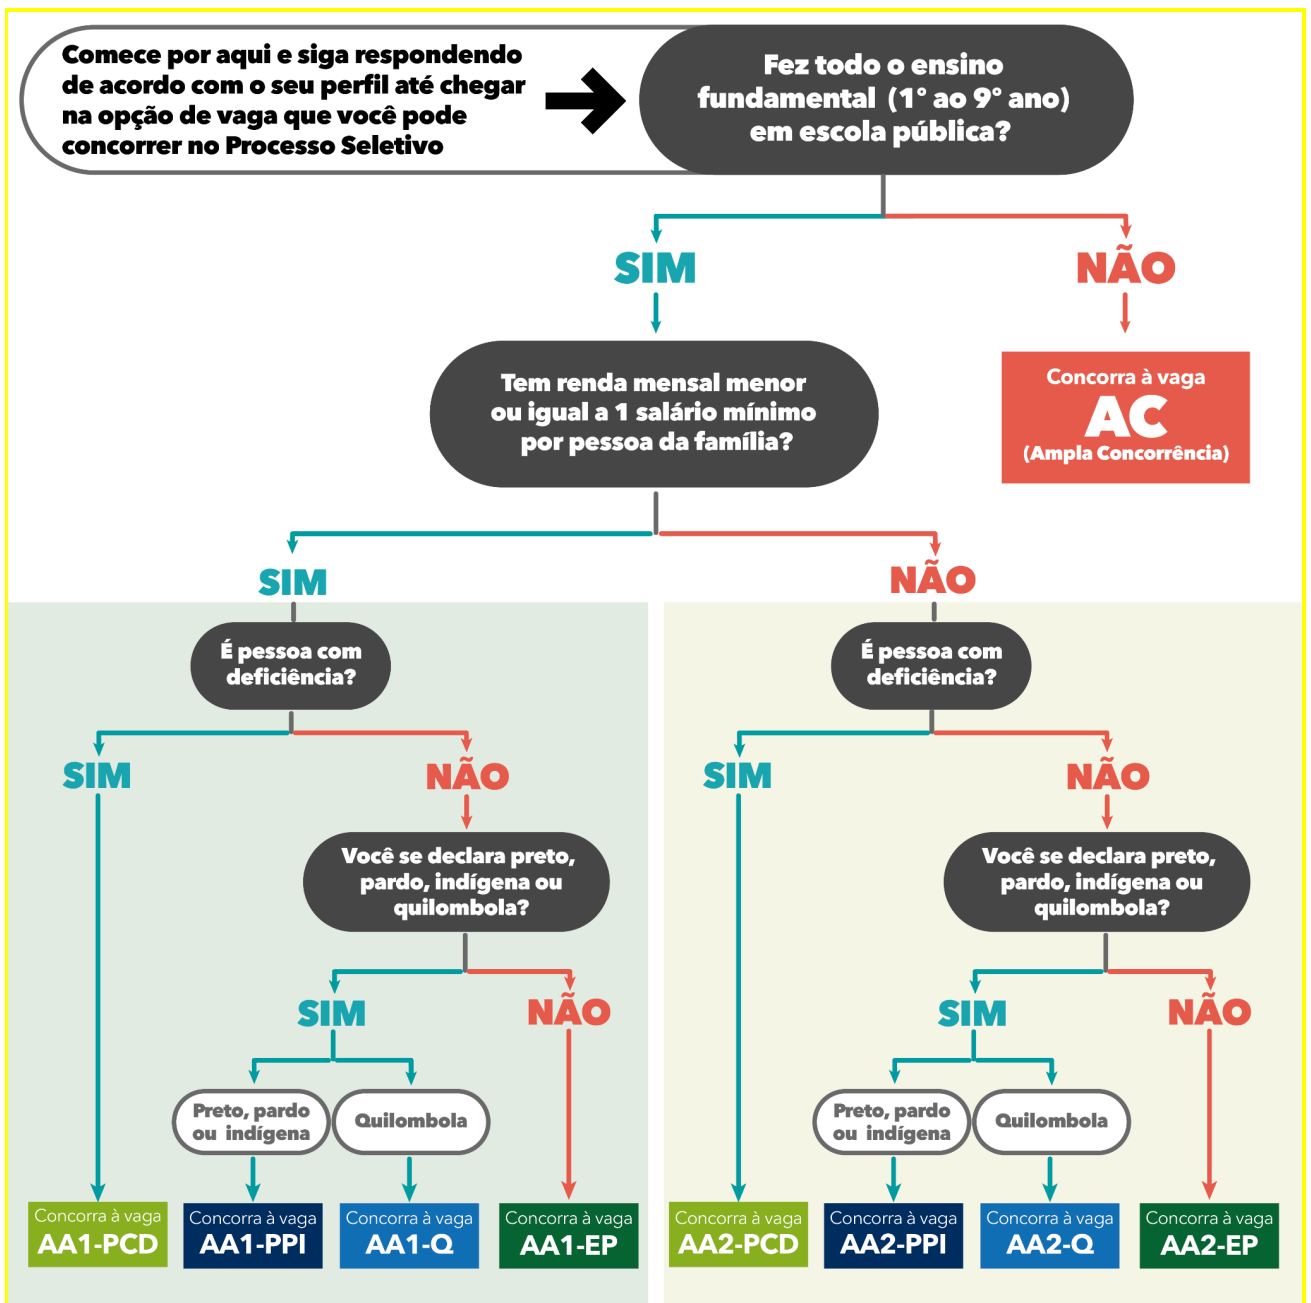 Comece por aqui e siga respondendo
de acordo com o seu perfil até chegar
na opção de vaga que você pode
concorrer no Processo Seletivo
Fez todo o ensino
fundamental (1º ao 9º ano)
em escola pública?
SIM
NÃO
Tem renda mensal menor
ou igual a 1 salário mínimo
por pessoa da família?
Concorra à vaga
AC
(Ampla Concorrência)
SIM
NÃO
É pessoa com
deficiência?
SIM
NÃO
Você se declara preto,
pardo, indígena ou
quilombola?
SIM
NÃO
Preto, pardo
ou indígena
Quilombola
Concorra à vaga
AA1-PCD
Concorra à vaga
AA1-PPI
Concorra à vaga
AA1-Q
Concorra à vaga
AA1-EP
É pessoa com
deficiência?
SIM
NÃO
Você se declara preto,
pardo, indígena ou
quilombola?
SIM
NÃO
Preto, pardo
ou indígena
Quilombola
Concorra à vaga
AA2-PCD
Concorra à vaga
AA2-PPI
Concorra à vaga
AA2-Q
Concorra à vaga
AA2-EP